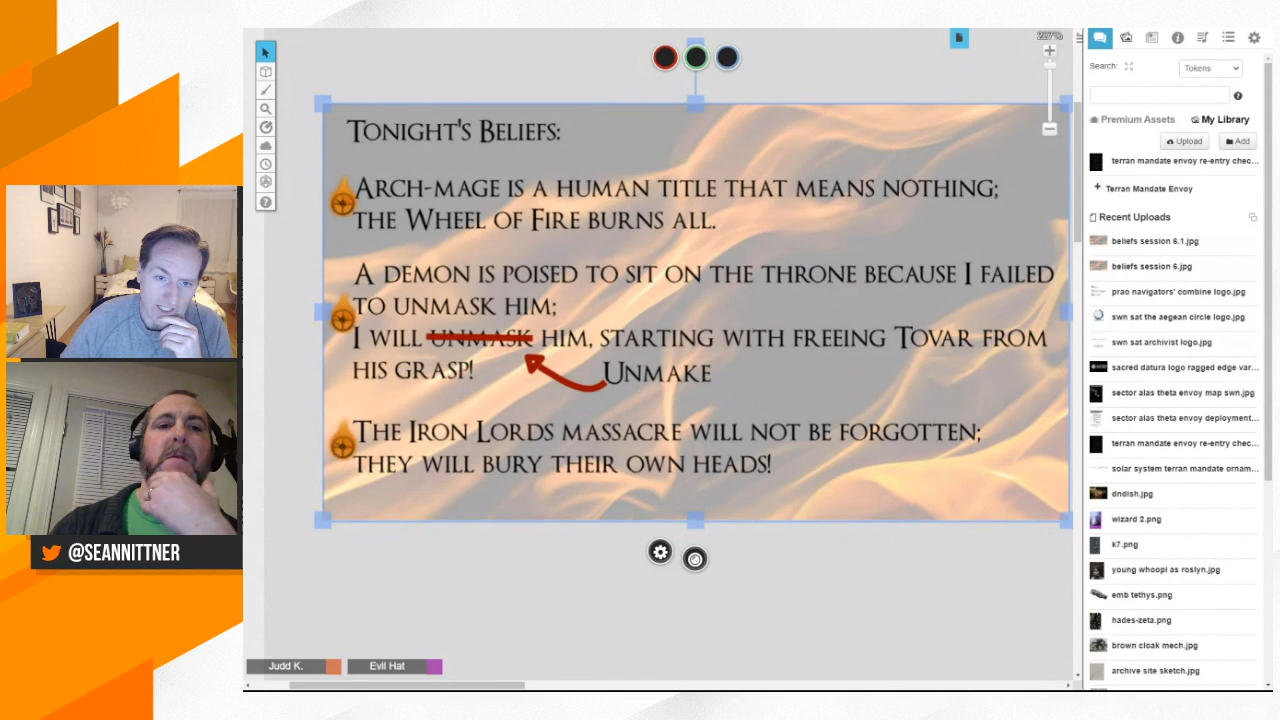 TONIGHT'S BELIEFS:
ARCH-MAGE IS A HUMAN TITLE THAT MEANS NOTHING;
THE WHEEL OF FIRE BURNS ALL.
A DEMON IS POISED TO SIT ON THE THRONE BECAUSE I FAILED
TO UNMASK HIM;
I WILL UNMASK HIM, STARTING WITH FREEING TOVAR FROM
HIS GRASP!
UNMAKE
THE IRON LORDS MASSACRE WILL NOT BE FORGOTTEN;
THEY WILL BURY THEIR OWN HEADS!
@SEANNITTNER
Judd K.
Evil Hat
Search:
Tokens
Premium Assets
My Library
Upload
Add
terran mandate envoy re-entry chec...
Terran Mandate Envoy
Recent Uploads
beliefs session 6.1.jpg
beliefs session 6.jpg
prao navigators' combine logo.jpg
swn sat the aegean circle logo.jpg
swn sat archivist logo.jpg
sacred datura logo ragged edge var...
sector alas theta envoy map swn.jpg
sector alas theta envoy deployment...
terran mandate envoy re-entry chec...
solar system terran mandate ornam...
dndish.jpg
wizard 2.png
k7.png
young whoopi as roslyn.jpg
emb tethys.png
hades-zeta.png
brown cloak mech.jpg
archive site sketch.jpg